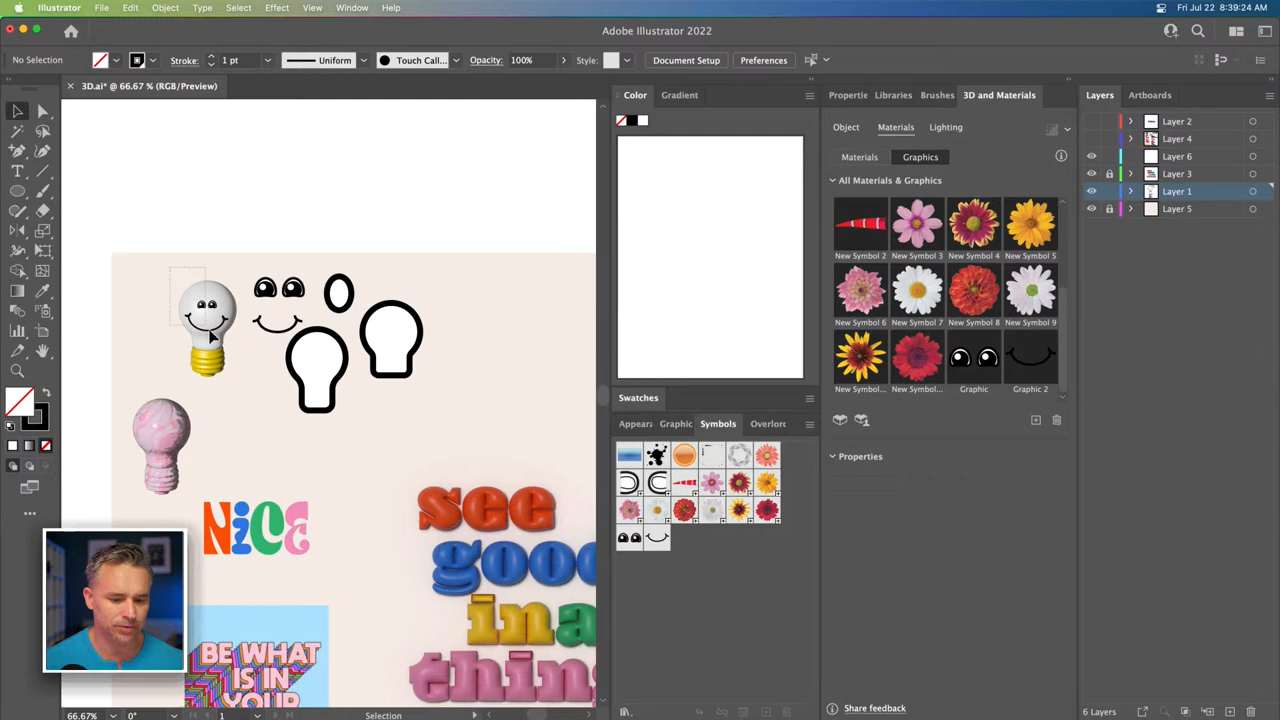 Illustrator File Edit Object Type Select Effect View Window Help Fri Jul 22 8:39:24 AM
Adobe Illustrator 2022
No Selection Stroke: 1 pt Uniform Touch Call... Opacity: 100% Style: Document Setup Preferences
3D.ai* @ 66.67 % (RGB/Preview)
Color Gradient
Propertie Libraries Brushes 3D and Materials
Layers Artboards
Object Materials Lighting
Materials Graphics
All Materials & Graphics
New Symbol 2 New Symbol 3 New Symbol 4 New Symbol 5
New Symbol 6 New Symbol 7 New Symbol 8 New Symbol 9
New Symbol... New Symbol... Graphic Graphic 2
Properties
Layer 2
Layer 4
Layer 6
Layer 3
Layer 1
Layer 5
Swatches
Appear Graphic Symbols Overlord
NiCE
see
goo
in a
thin
BE WHAT
IS IN
YOUR
66.67% 0° 1 Selection
Share feedback
6 Layers